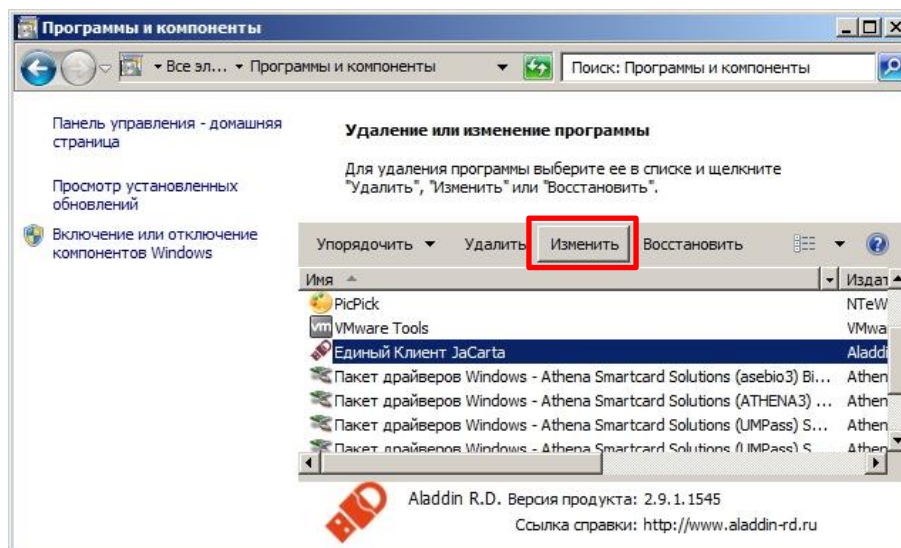 Программы и компоненты
Все эл... Программы и компоненты
Поиск: Программы и компоненты
Панель управления - домашняя
страница
Просмотр установленных
обновлений
Включение или отключение
компонентов Windows
Удаление или изменение программы
Для удаления программы выберите ее в списке и щелкните
"Удалить", "Изменить" или "Восстановить".
Упорядочить Удалить Изменить Восстановить
Имя Издат
PicPick NTeW
VMware Tools VMwa
Единый Клиент JaCarta Aladdi
Пакет драйверов Windows - Athena Smartcard Solutions (asebio3) Bi... Athen
Пакет драйверов Windows - Athena Smartcard Solutions (ATHENA3) ... Athen
Пакет драйверов Windows - Athena Smartcard Solutions (UMPass) S... Athen
Пакет драйверов Windows - Athena Smartcard Solutions (UMPass) S Athen
Aladdin R.D. Версия продукта: 2.9.1.1545
Ссылка справки: http://www.aladdin-rd.ru